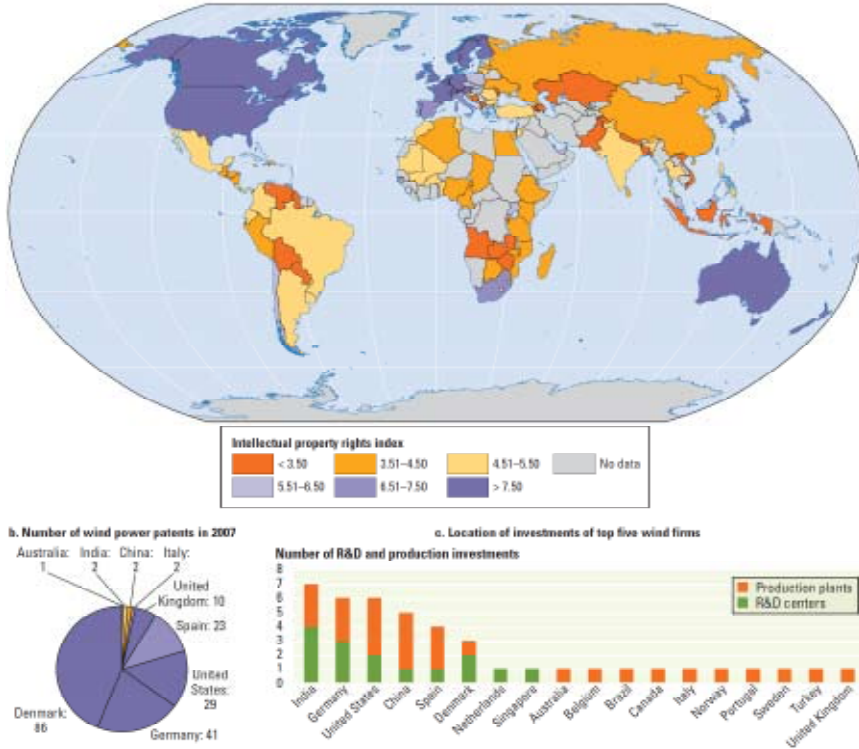 Intellectual property rights index
< 3.50
3.51–4.50
4.51–5.50
No data
5.51–6.50
6.51–7.50
> 7.50
b. Number of wind power patents in 2007
Australia: 1
India: 2
China: 2
Italy: 2
United Kingdom: 10
Spain: 23
United States: 29
Germany: 41
Denmark: 86
c. Location of investments of top five wind firms
Number of R&D and production investments
8
7
6
5
4
3
2
1
0
Production plants
R&D centers
India
Germany
United States
China
Spain
Denmark
Netherlands
Singapore
Australia
Belgium
Brazil
Canada
Italy
Norway
Portugal
Sweden
Turkey
United Kingdom